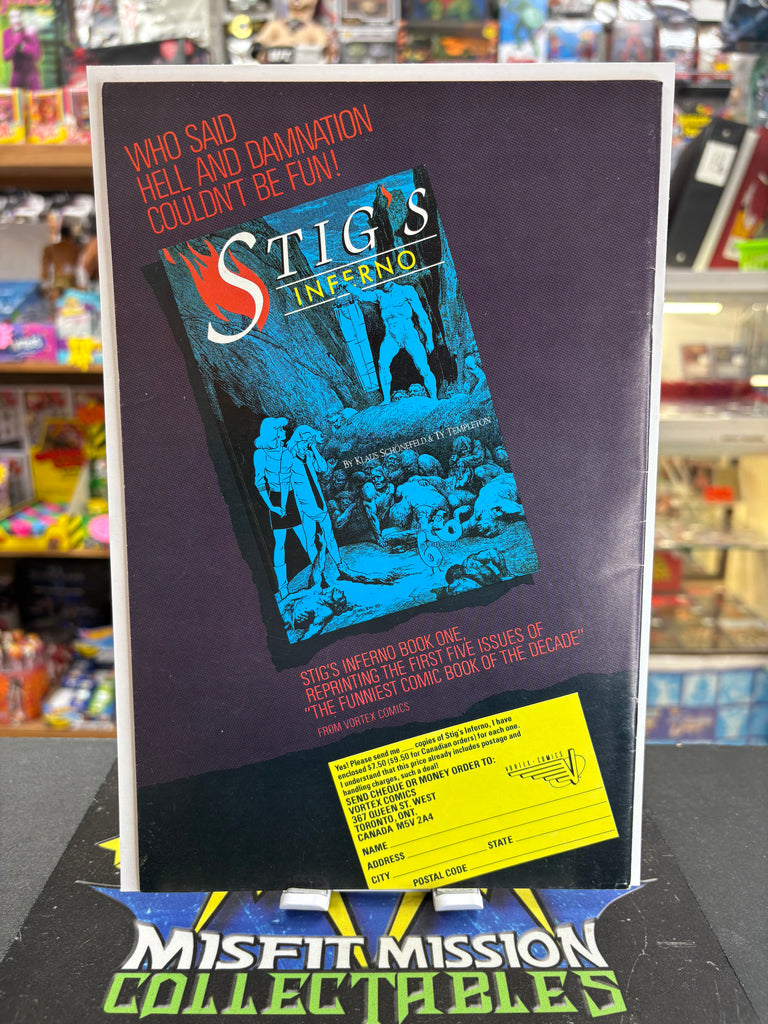 WHO SAID
HELL AND DAMNATION
COULDN'T BE FUN!
STIG'S
INFERNO
BY KLAUS SCHÖNEFELD & TY TEMPLETON
STIG'S INFERNO BOOK ONE,
REPRINTING THE FIRST FIVE ISSUES OF
"THE FUNNIEST COMIC BOOK OF THE DECADE"
FROM VORTEX COMICS
Yes! Please send me ___ copies of Stig's Inferno, I have
enclosed $7.50 ($9.50 for Canadian orders) for each one.
I understand that this price already includes postage and
handling charges, such a deal!
SEND CHEQUE OR MONEY ORDER TO:
VORTEX COMICS
367 QUEEN ST. WEST
TORONTO, ONT.
CANADA M5V 2A4
VORTEX COMICS
NAME
ADDRESS STATE
CITY POSTAL CODE
MISFIT MISSION
COLLECTABLES